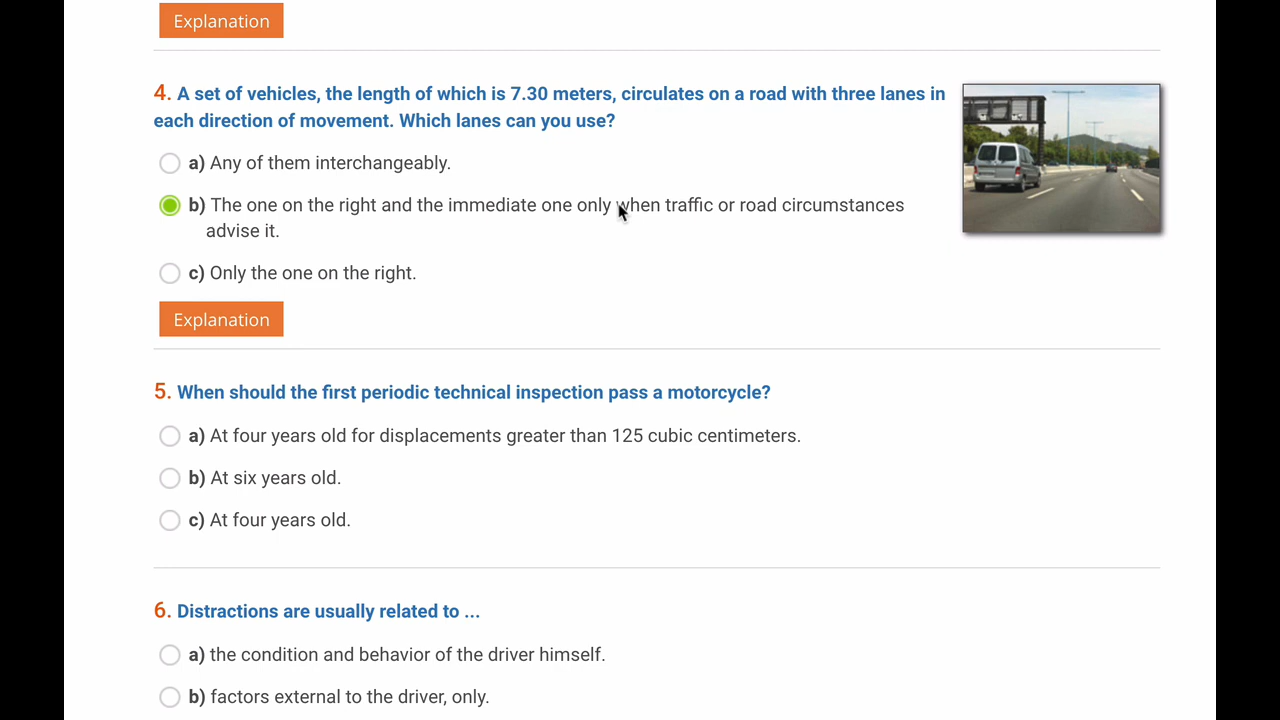 Explanation
4. A set of vehicles, the length of which is 7.30 meters, circulates on a road with three lanes in
each direction of movement. Which lanes can you use?
a) Any of them interchangeably.
b) The one on the right and the immediate one only when traffic or road circumstances
advise it.
c) Only the one on the right.
Explanation
5. When should the first periodic technical inspection pass a motorcycle?
a) At four years old for displacements greater than 125 cubic centimeters.
b) At six years old.
c) At four years old.
6. Distractions are usually related to ...
a) the condition and behavior of the driver himself.
b) factors external to the driver, only.